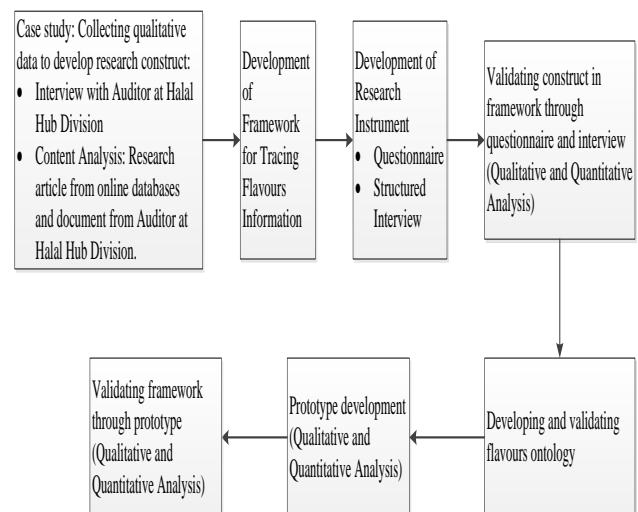 Case study: Collecting qualitative
data to develop research construct:
• Interview with Auditor at Halal
Hub Division
• Content Analysis: Research
article from online databases
and document from Auditor at
Halal Hub Division.
Development
of
Framework
for Tracing
Flavours
Information
Development of
Research
Instrument
• Questionnaire
• Structured
Interview
Validating construct in
framework through
questionnaire and interview
(Qualitative and Quantitative
Analysis)
Developing and validating
flavours ontology
Prototype development
(Qualitative and
Quantitative Analysis)
Validating framework
through prototype
(Qualitative and
Quantitative Analysis)